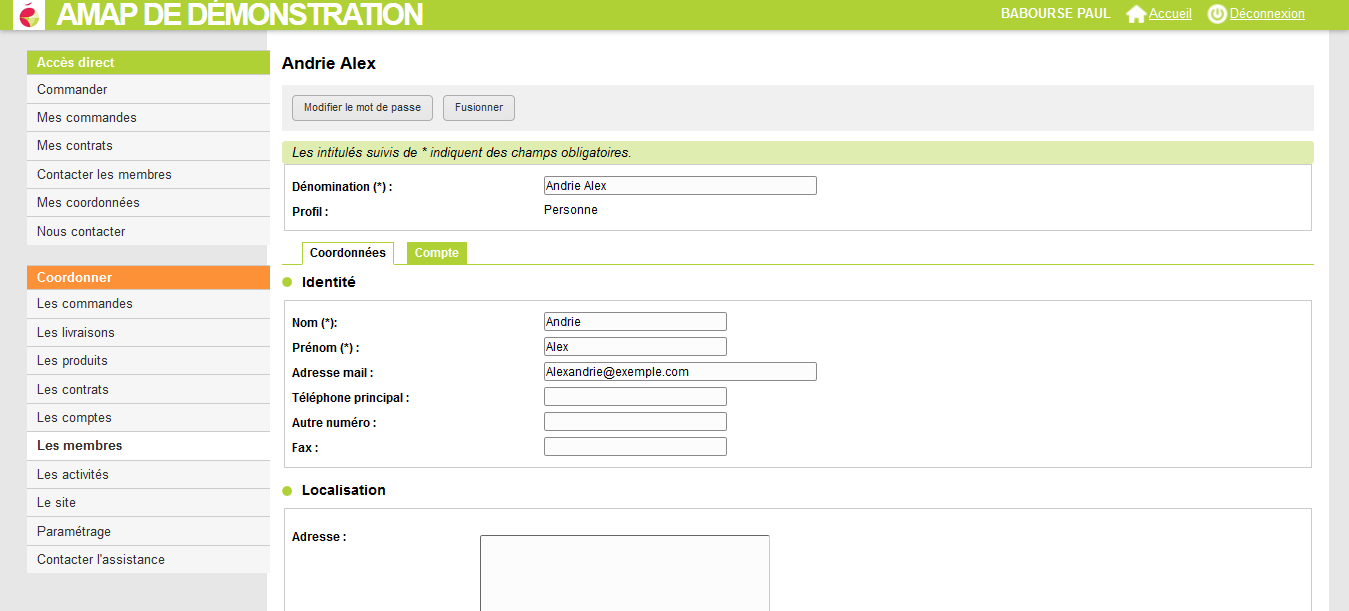 AMAP DE DÉMONSTRATION
BABOURSE PAUL Accueil Déconnexion
Accès direct
Commander
Mes commandes
Mes contrats
Contacter les membres
Mes coordonnées
Nous contacter
Coordonner
Les commandes
Les livraisons
Les produits
Les contrats
Les comptes
Les membres
Les activités
Le site
Paramétrage
Contacter l'assistance
Andrie Alex
Modifier le mot de passe Fusionner
Les intitulés suivis de * indiquent des champs obligatoires.
Dénomination (*) : Andrie Alex
Profil : Personne
Coordonnées Compte
Identité
Nom (*): Andrie
Prénom (*) : Alex
Adresse mail : Alexandrie@exemple.com
Téléphone principal :
Autre numéro :
Fax :
Localisation
Adresse :